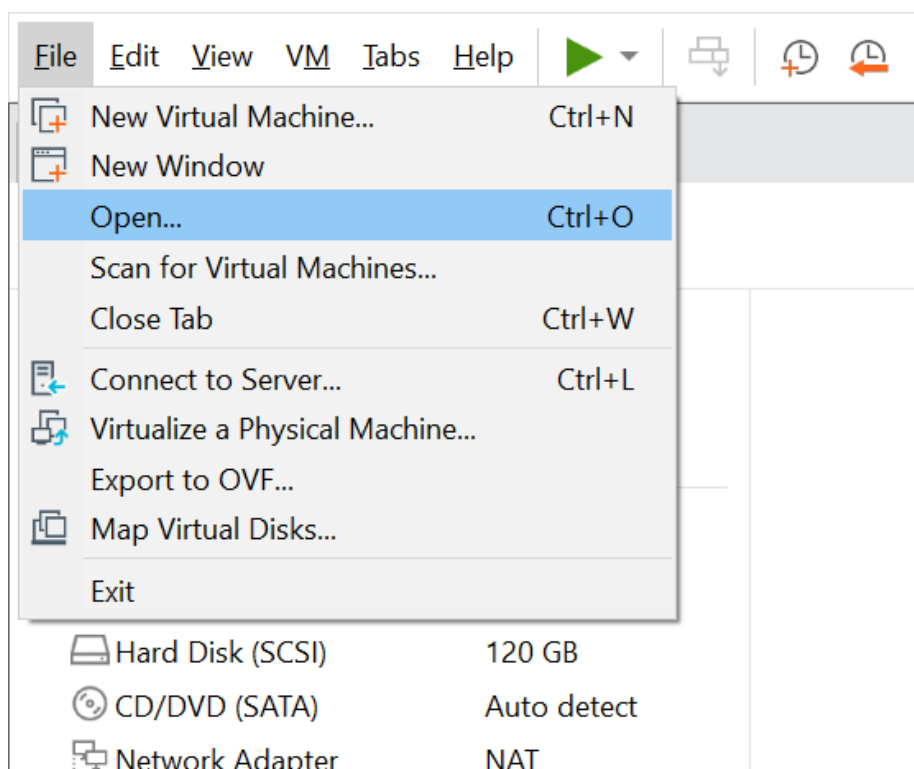 File Edit View VM Tabs Help
New Virtual Machine... Ctrl+N
New Window
Open... Ctrl+O
Scan for Virtual Machines...
Close Tab Ctrl+W
Connect to Server... Ctrl+L
Virtualize a Physical Machine...
Export to OVF...
Map Virtual Disks...
Exit
Hard Disk (SCSI) 120 GB
CD/DVD (SATA) Auto detect
Network Adapter NAT